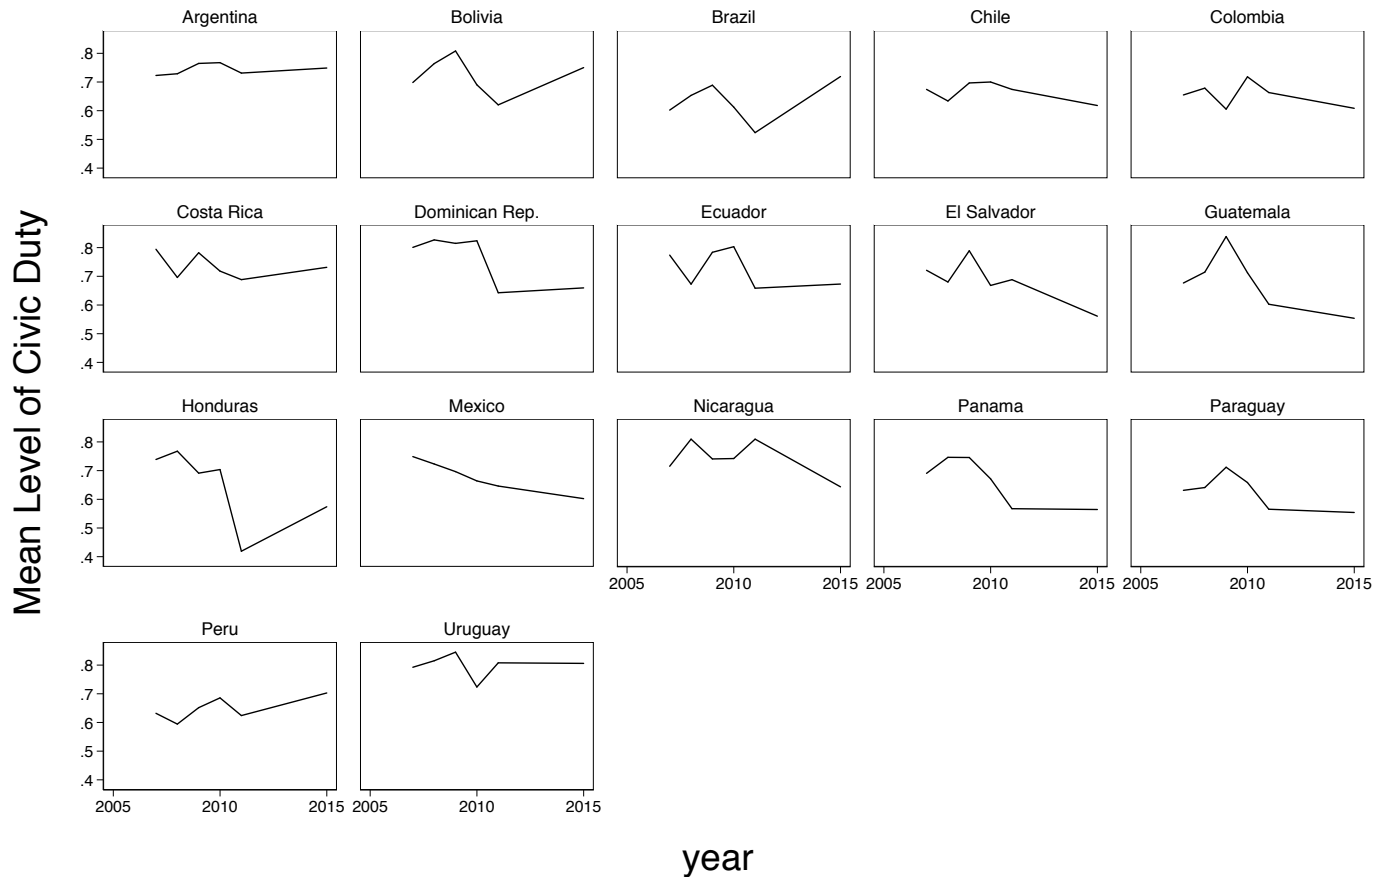 Argentina Bolivia Brazil Chile Colombia
.8
.7
.6
.5
.4
Costa Rica Dominican Rep. Ecuador El Salvador Guatemala
.8
.7
.6
.5
.4
Honduras Mexico Nicaragua Panama Paraguay
.8
.7
.6
.5
.4
2005 2010 2015 2005 2010 2015 2005 2010 2015
Peru Uruguay
.8
.7
.6
.5
.4
2005 2010 2015 2005 2010 2015
Mean Level of Civic Duty
year